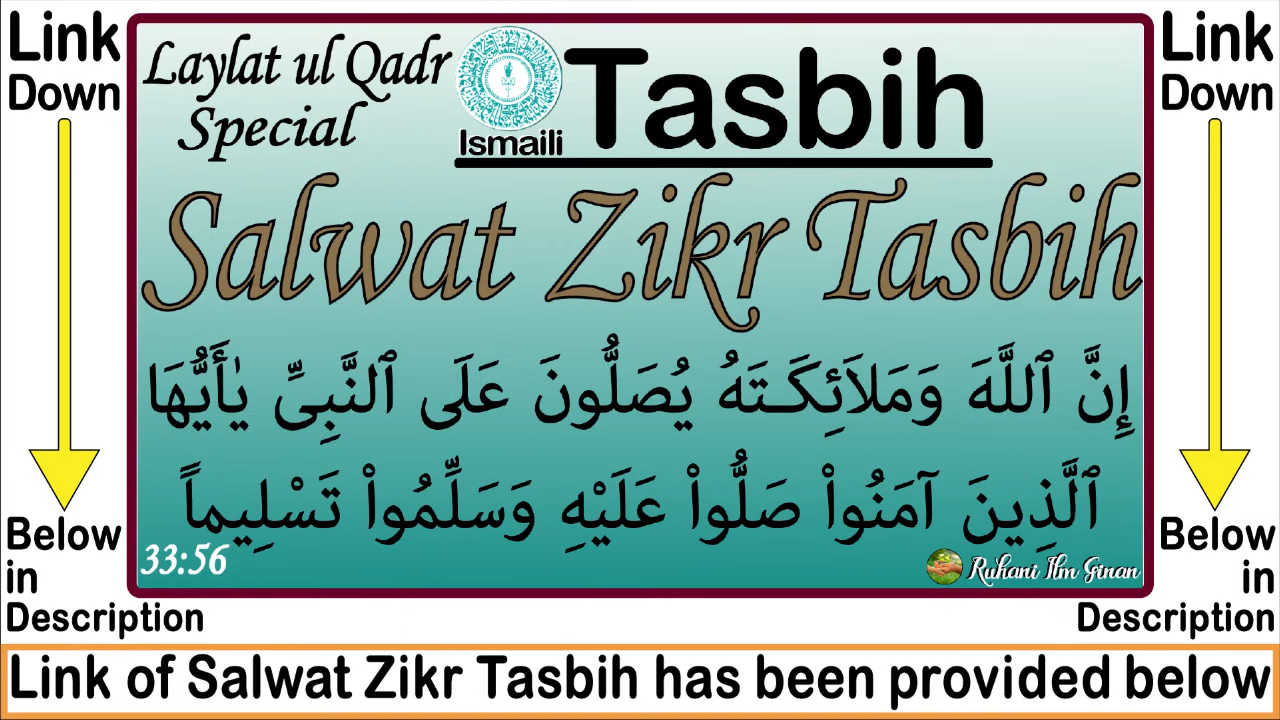 Link
Down
Laylat ul Qadr
Special
Ismaili
Tasbih
Link
Down
Salwat Zikr Tasbih
إِنَّ ٱللَّهَ وَمَلاَئِكَـتَهُ يُصَلُّونَ عَلَى ٱلنَّبِىِّ يٰأَيُّهَا
ٱلَّذِينَ آمَنُواْ صَلُّواْ عَلَيْهِ وَسَلِّمُواْ تَسْلِيماً
33:56
Ruhani Ilm Ginan
Below
in
Description
Below
in
Description
Link of Salwat Zikr Tasbih has been provided below